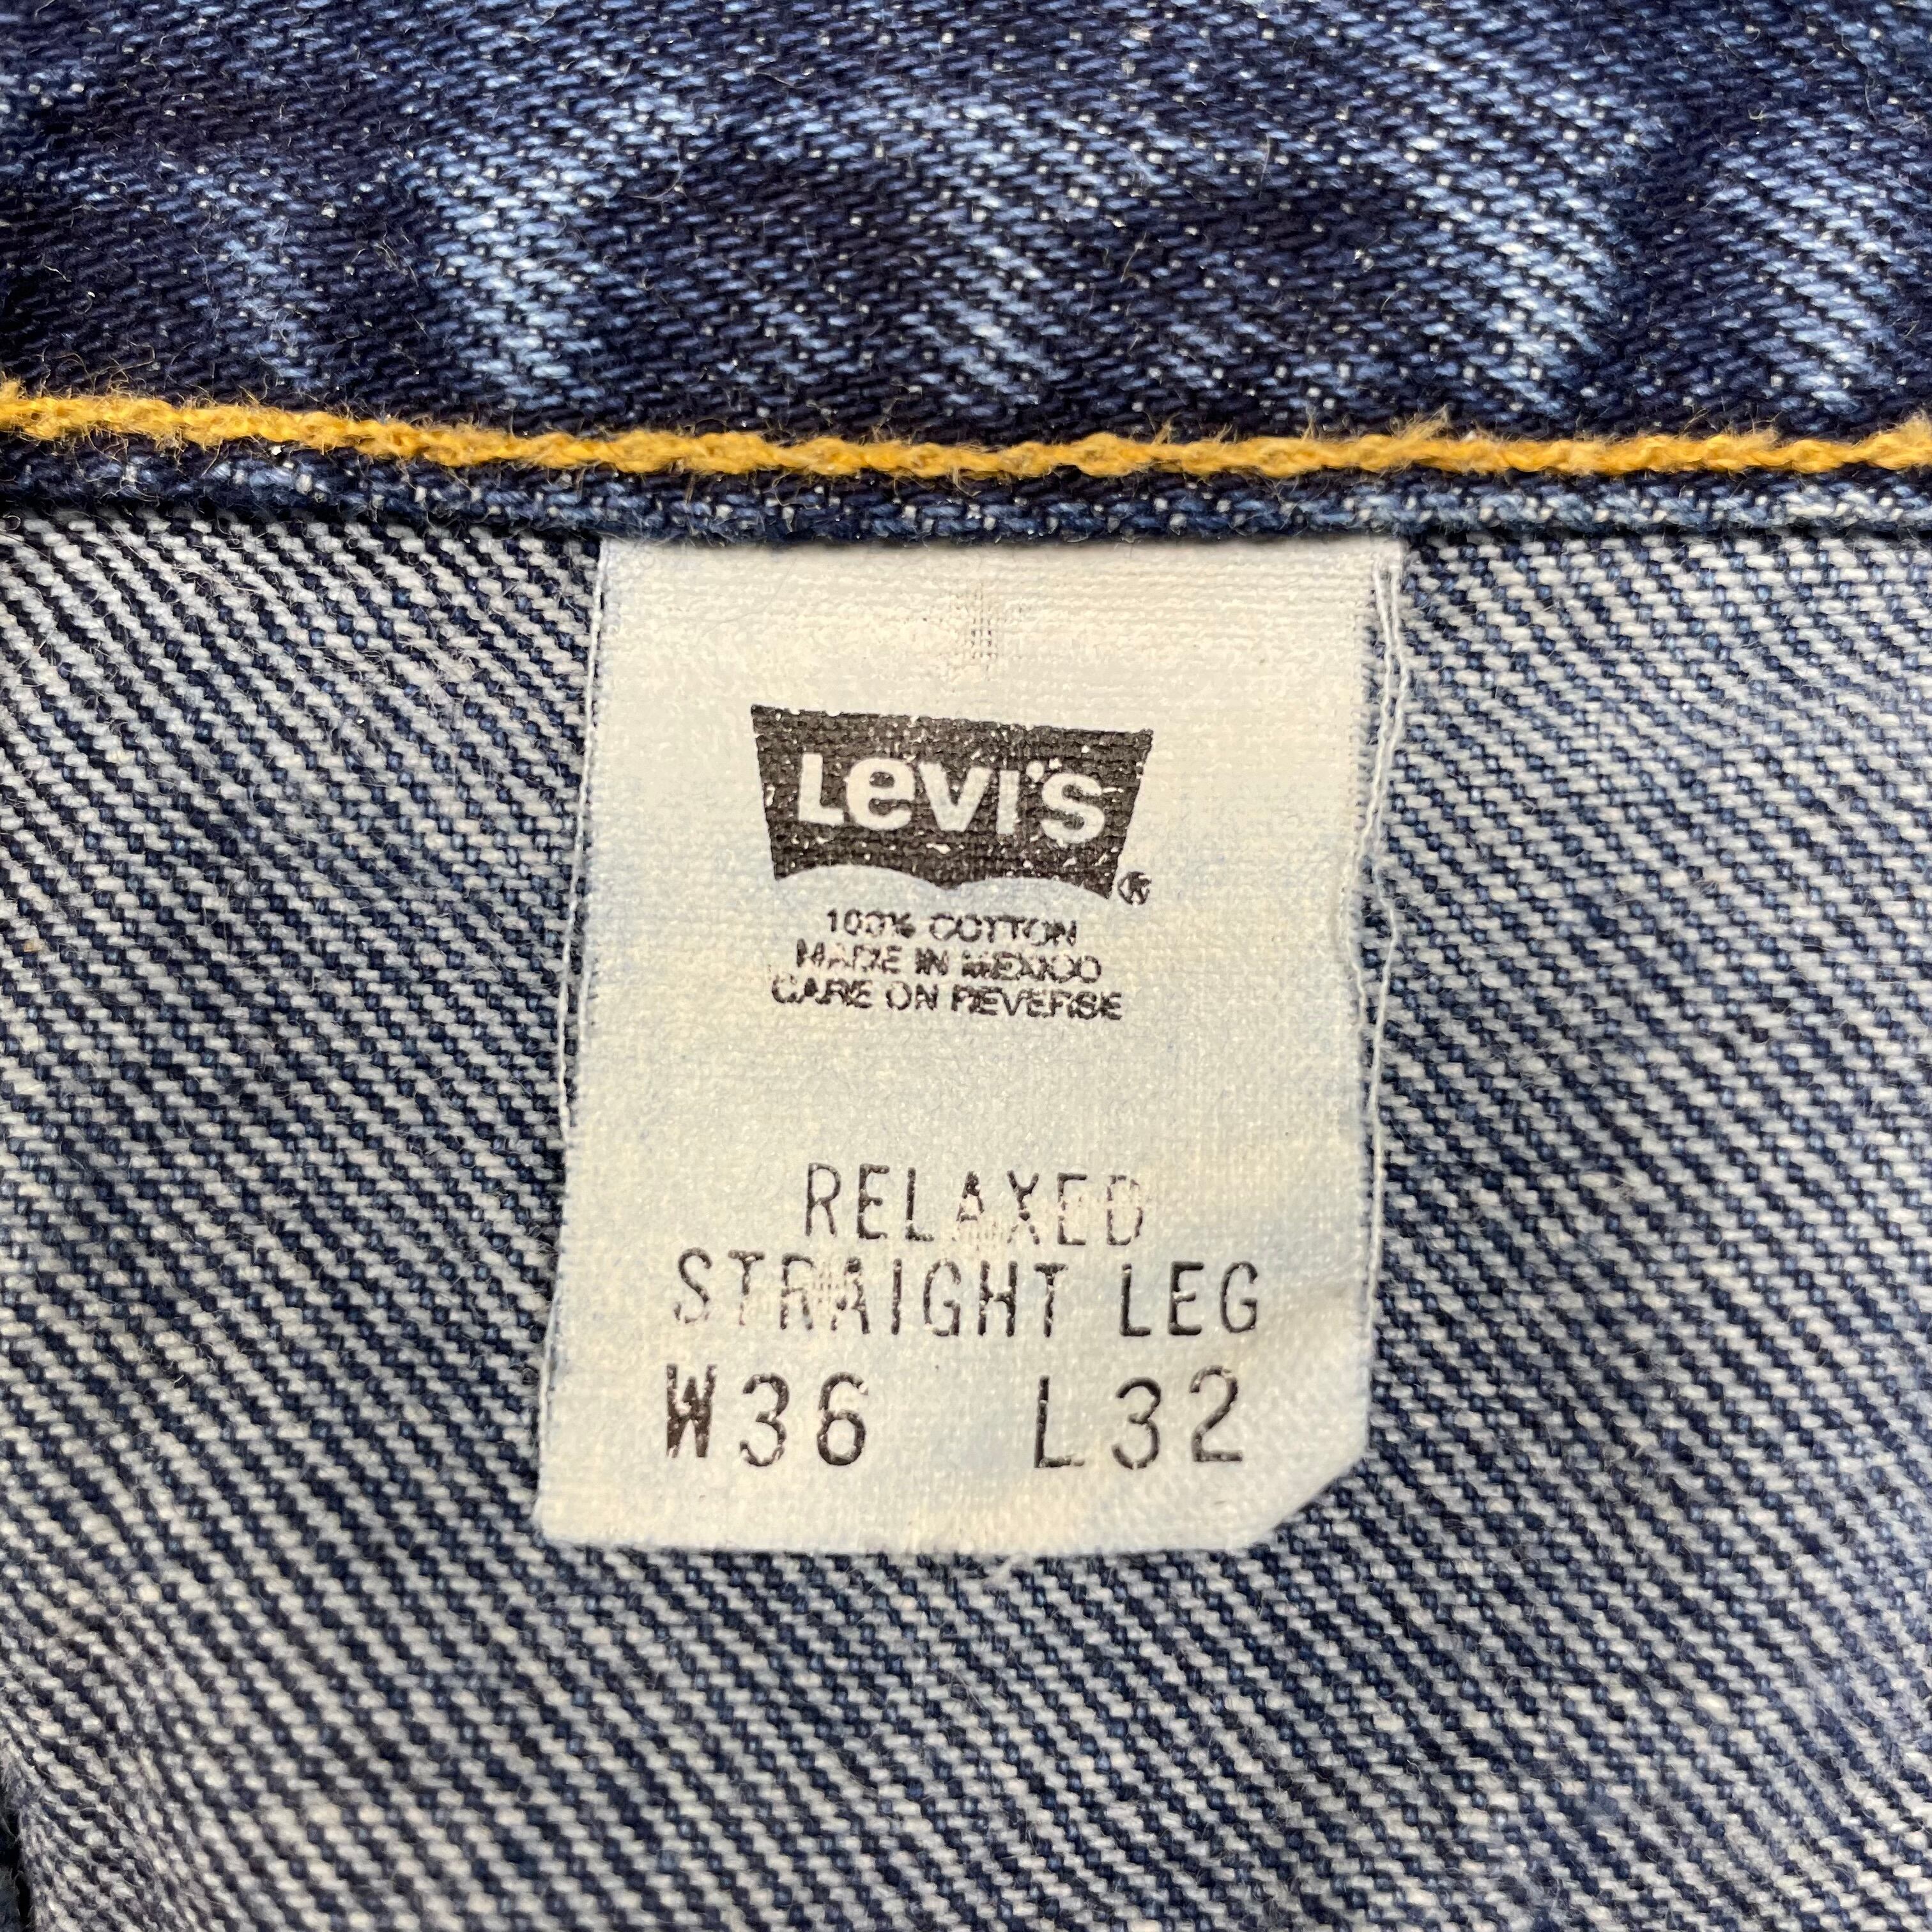 LEVI'S®
100% COTTON
MADE IN MEXICO
CARE ON REVERSE
RELAXED
STRAIGHT LEG
W36 L32